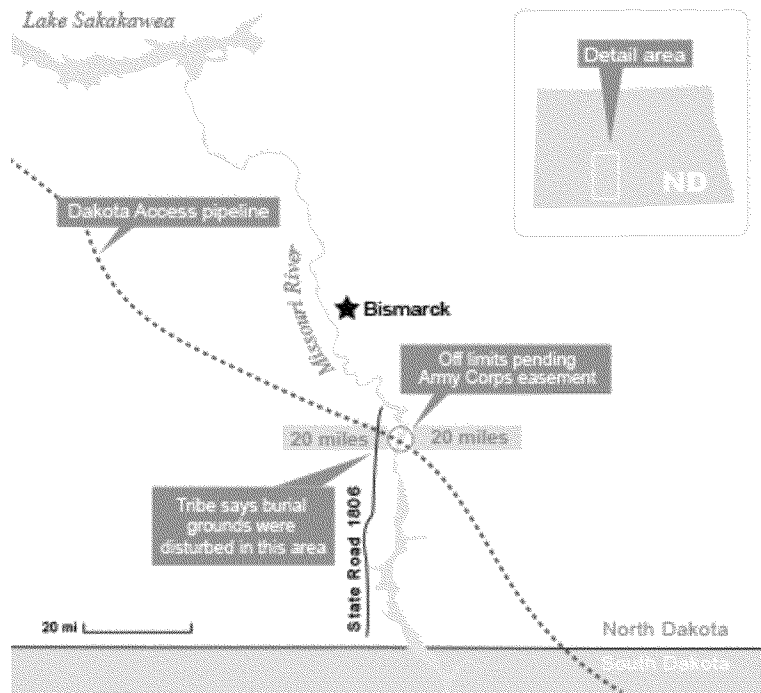 Lake Sakakawea
Detail area
ND
Dakota Access pipeline
Missouri River
Bismarck
Off limits pending
Army Corps easement
20 miles
20 miles
Tribe says burial
grounds were
disturbed in this area
State Road 1806
20 mi
North Dakota
South Dakota